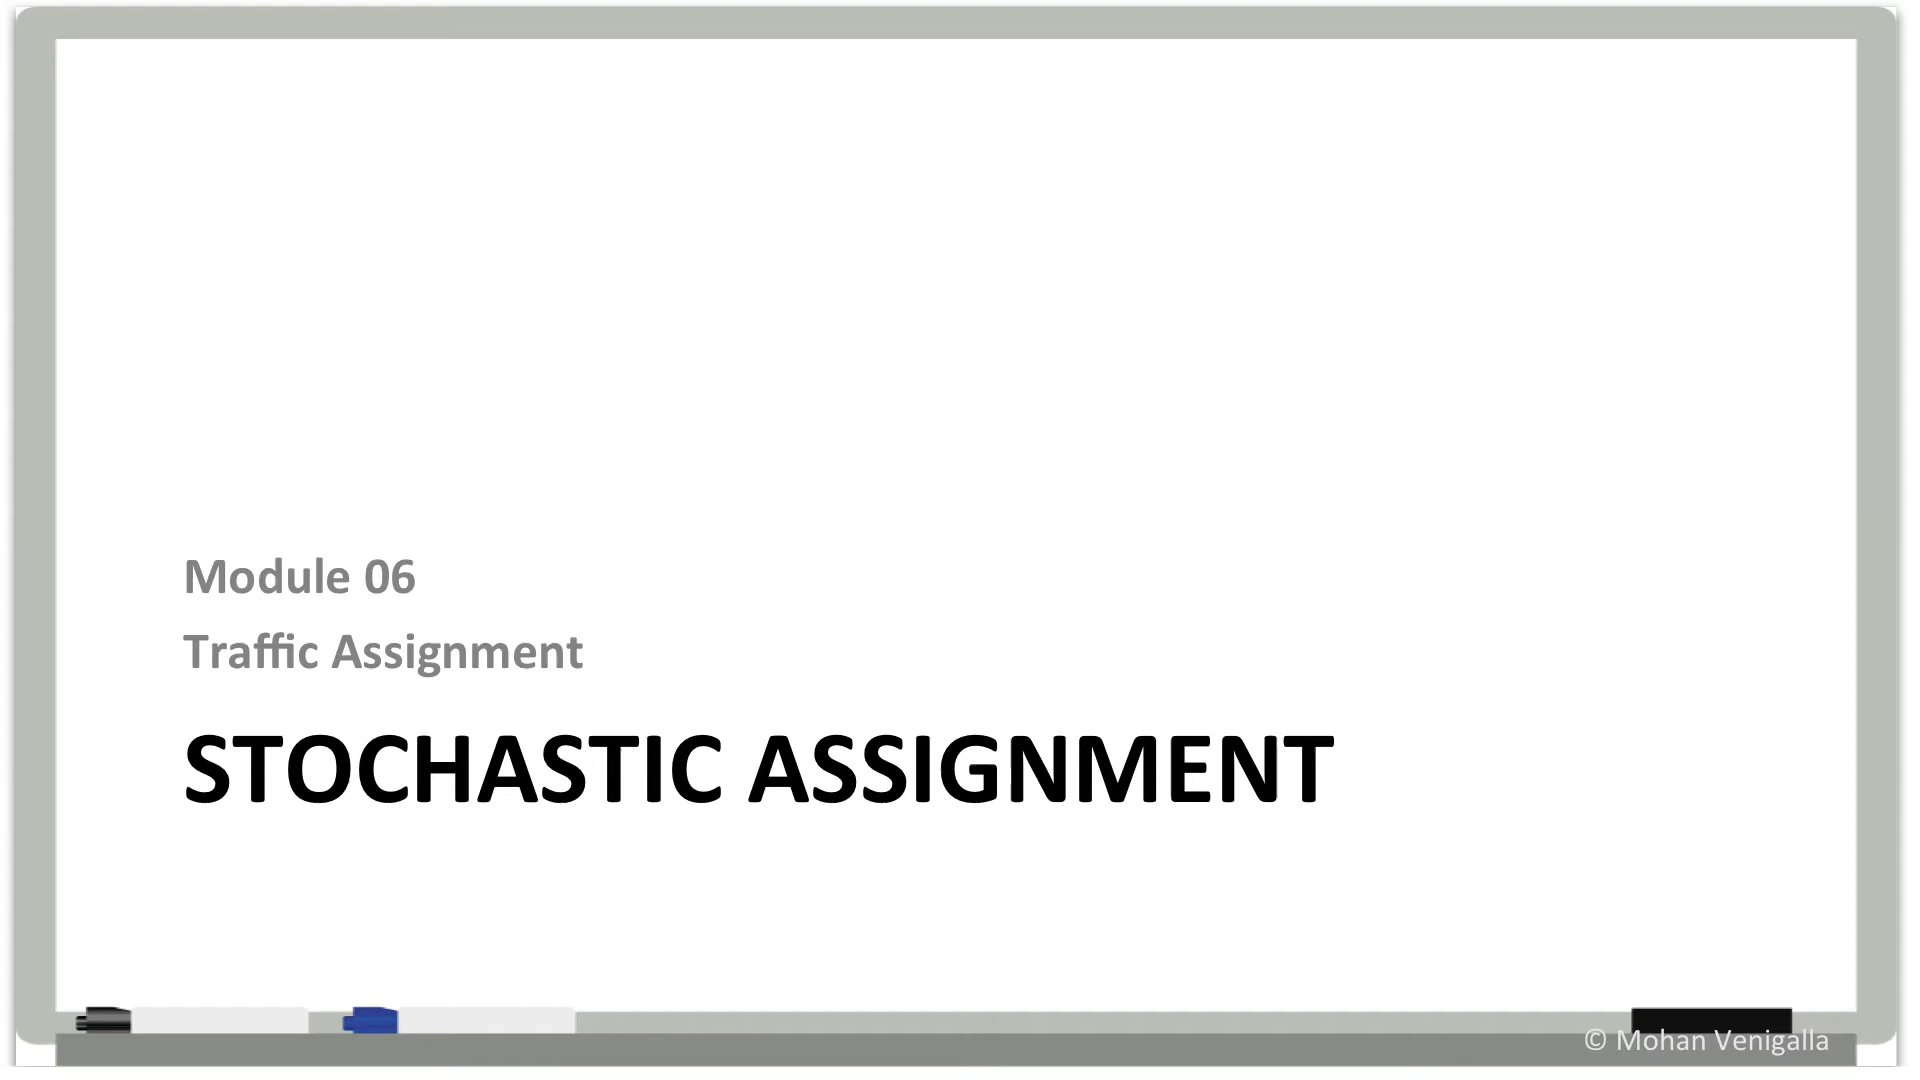 Module 06
Traffic Assignment
STOCHASTIC ASSIGNMENT
© Mohan Venigalla